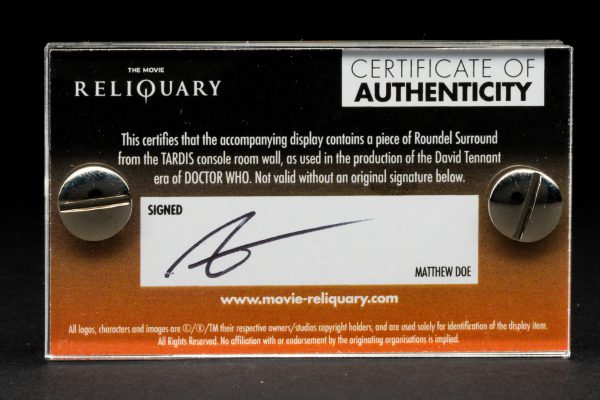 THE MOVIE
RELIQUARY
CERTIFICATE OF
AUTHENTICITY
This certifies that the accompanying display contains a piece of Roundel Surround
from the TARDIS console room wall, as used in the production of the David Tennant
era of DOCTOR WHO. Not valid without an original signature below.
SIGNED
MATTHEW DOE
www.movie-reliquary.com
All logos, characters and images are ©/®/TM their respective owners/studios copyright holders, and are used solely for identification of the display item.
All Rights Reserved. No affiliation with or endorsement by the originating organisations is implied.